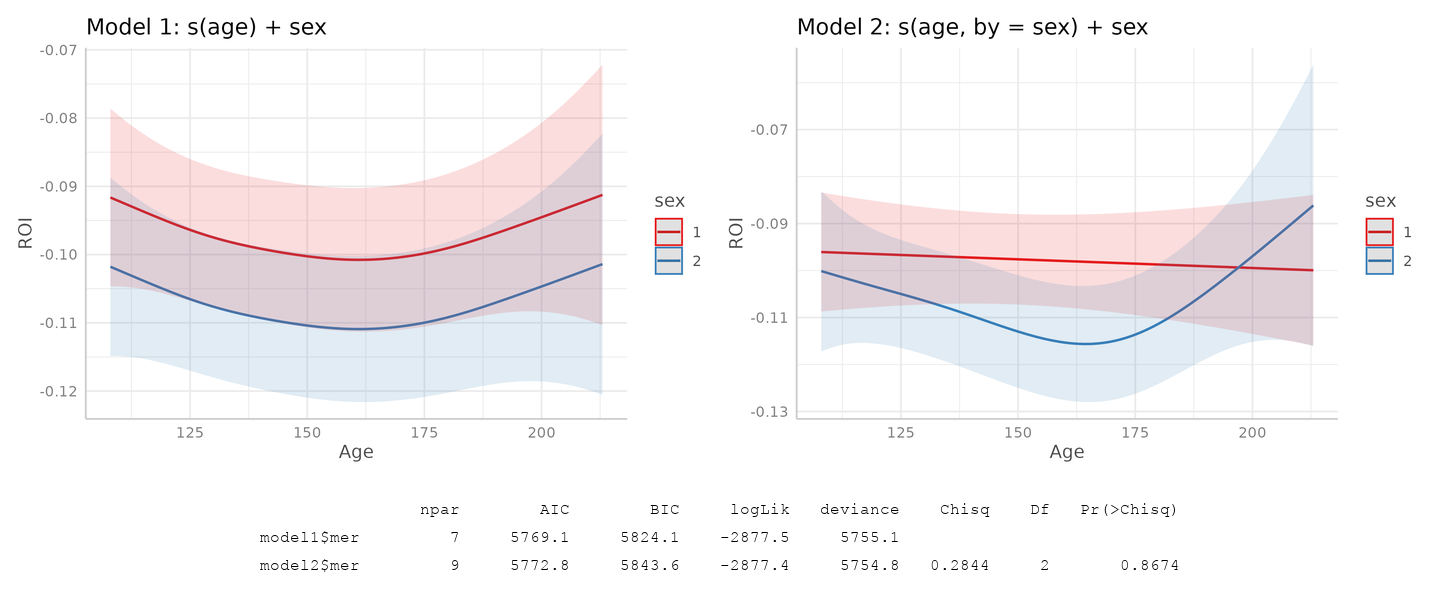 Model 1: s(age) + sex
-0.07
-0.08
-0.09
-0.10
-0.11
-0.12
ROI
125 150 175 200
Age
sex
1
2
Model 2: s(age, by = sex) + sex
-0.07
-0.09
-0.11
-0.13
ROI
125 150 175 200
Age
sex
1
2
npar AIC BIC logLik deviance Chisq Df Pr(>Chisq)
model1$mer 7 5769.1 5824.1 -2877.5 5755.1
model2$mer 9 5772.8 5843.6 -2877.4 5754.8 0.2844 2 0.8674